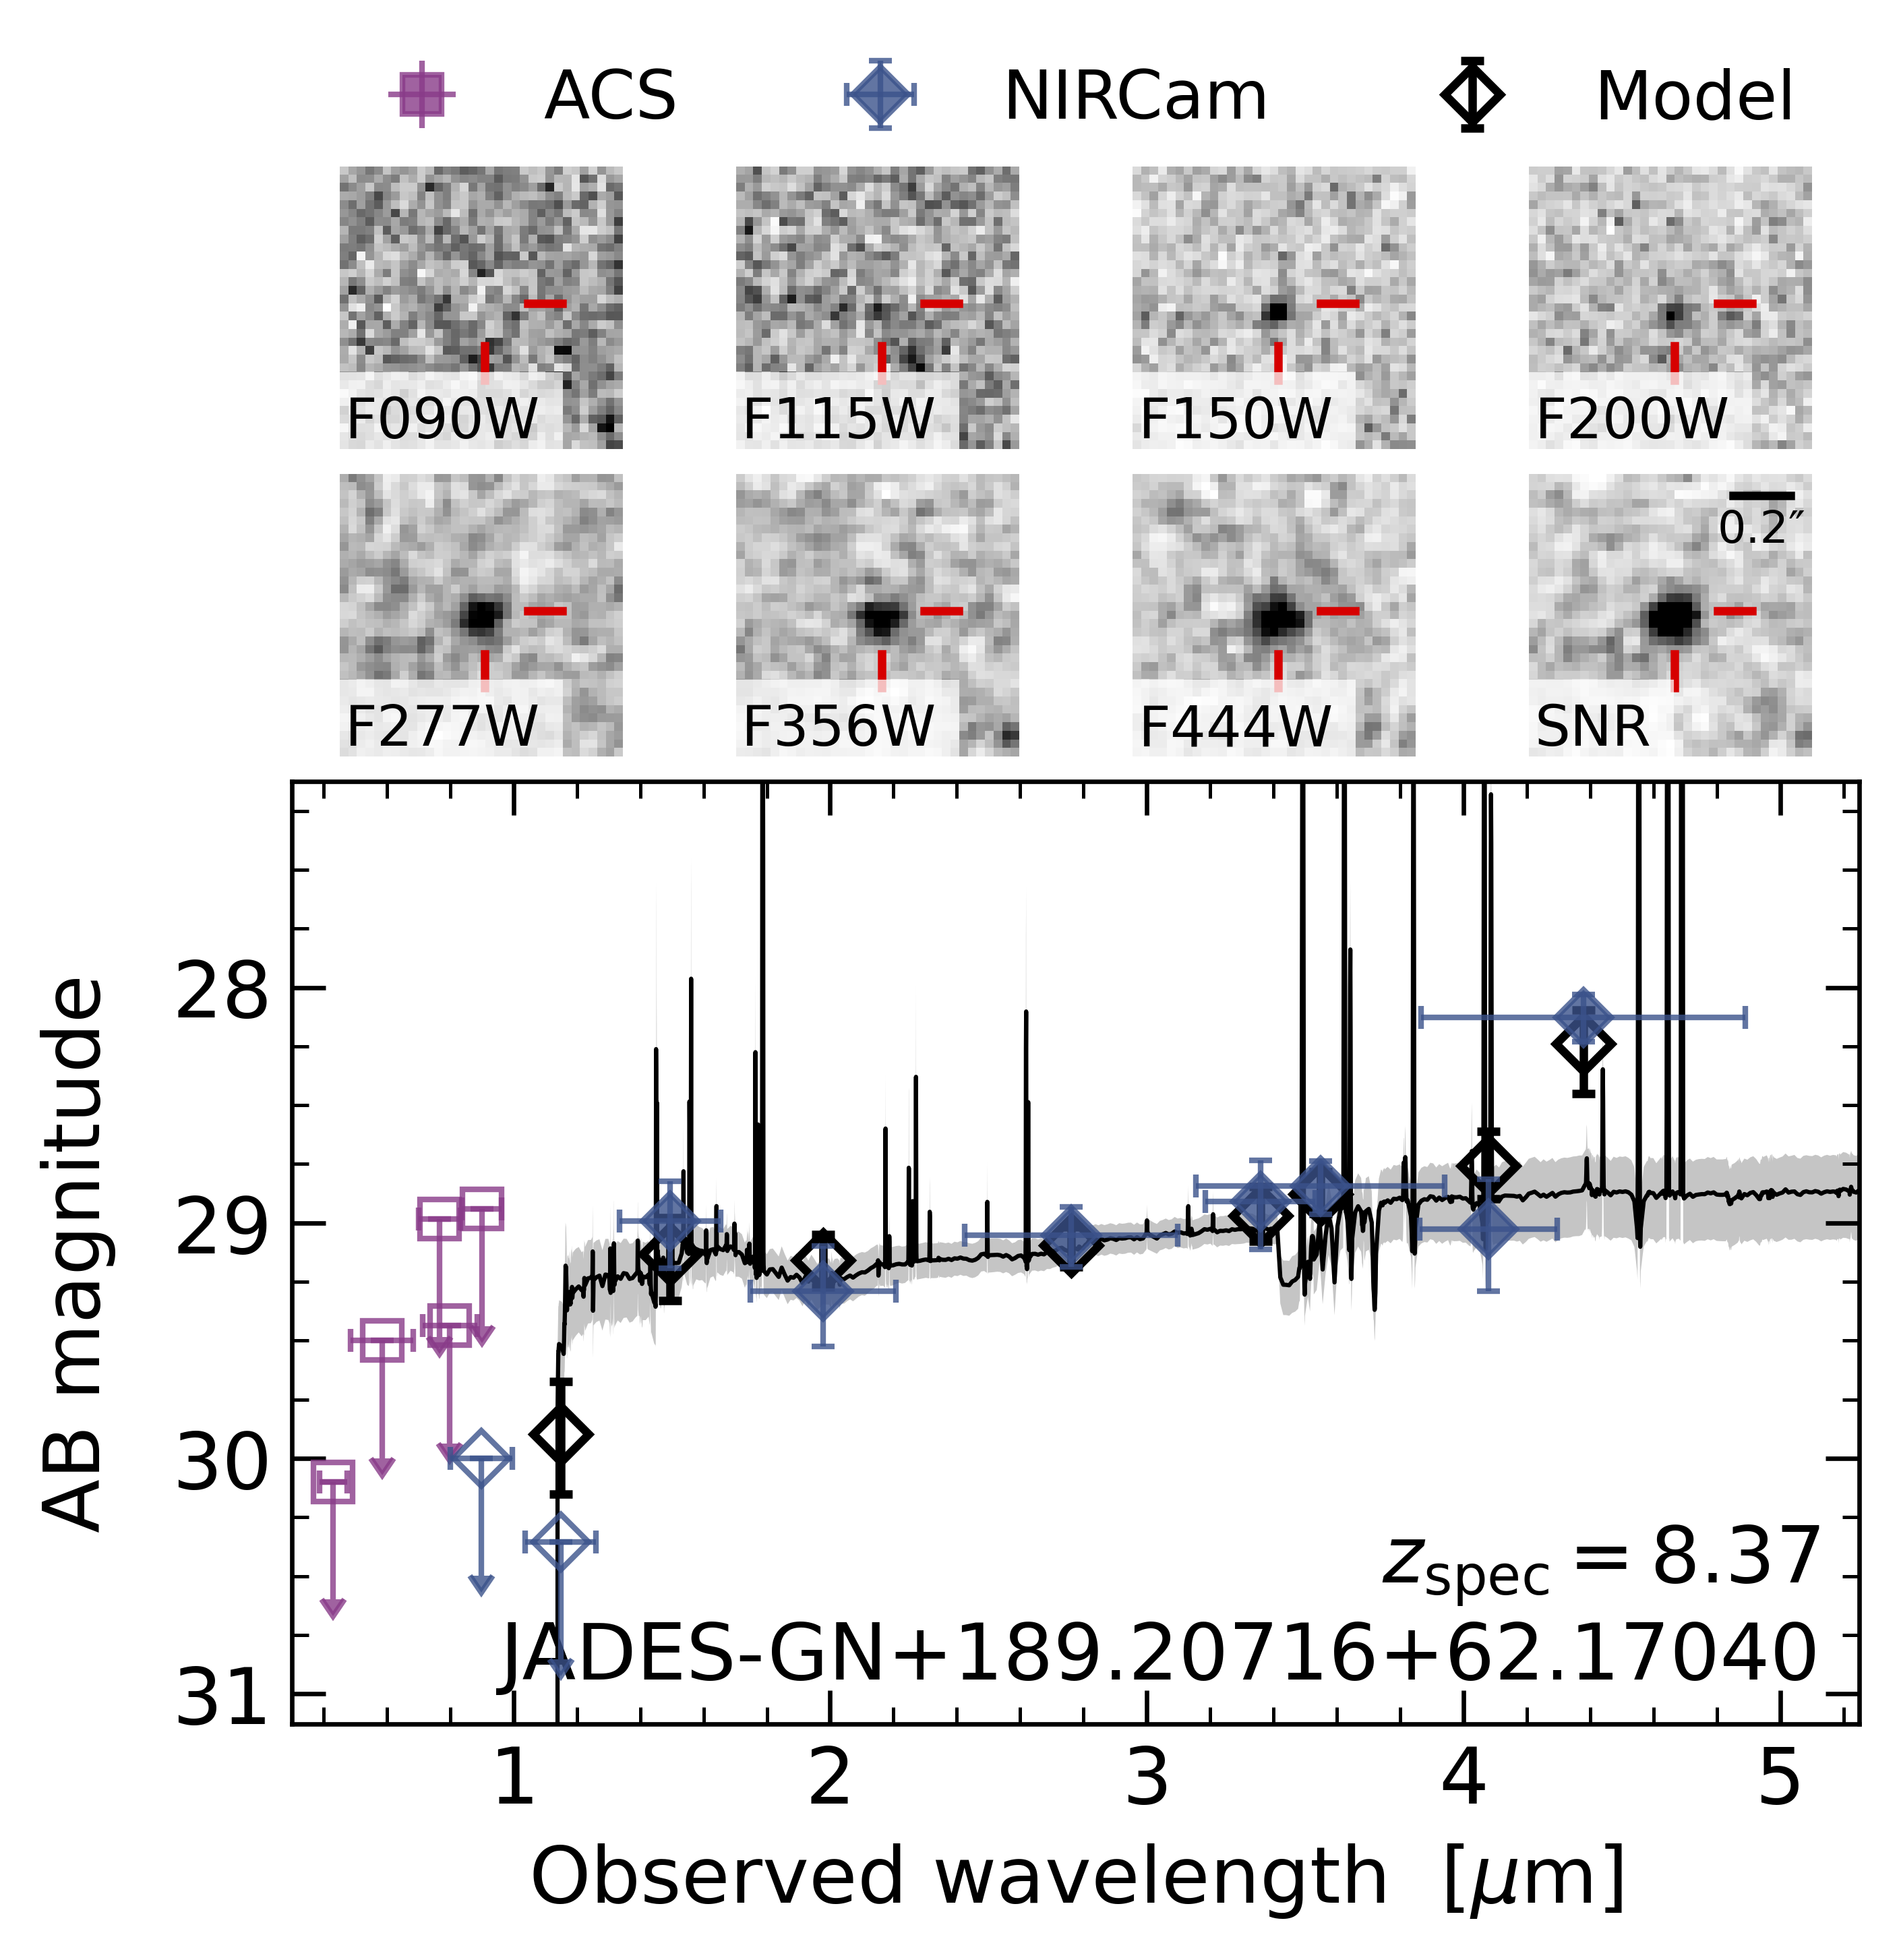 ACS NIRCam Model
F090W F115W F150W F200W
0.2″
F277W F356W F444W SNR
28
29
30
31
AB magnitude
z_spec = 8.37
JADES-GN+189.20716+62.17040
1 2 3 4 5
Observed wavelength [μm]